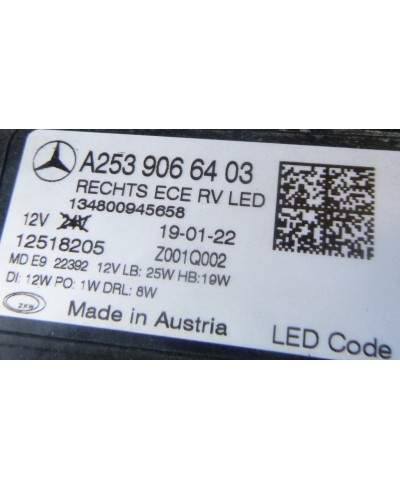 A253 906 64 03
RECHTS ECE RV LED
134800945658
12V 24V 19-01-22
12518205 Z001Q002
MD E9 22392 12V LB: 25W HB:19W
DI: 12W PO: 1W DRL: 8W
ZKW Made in Austria LED Code